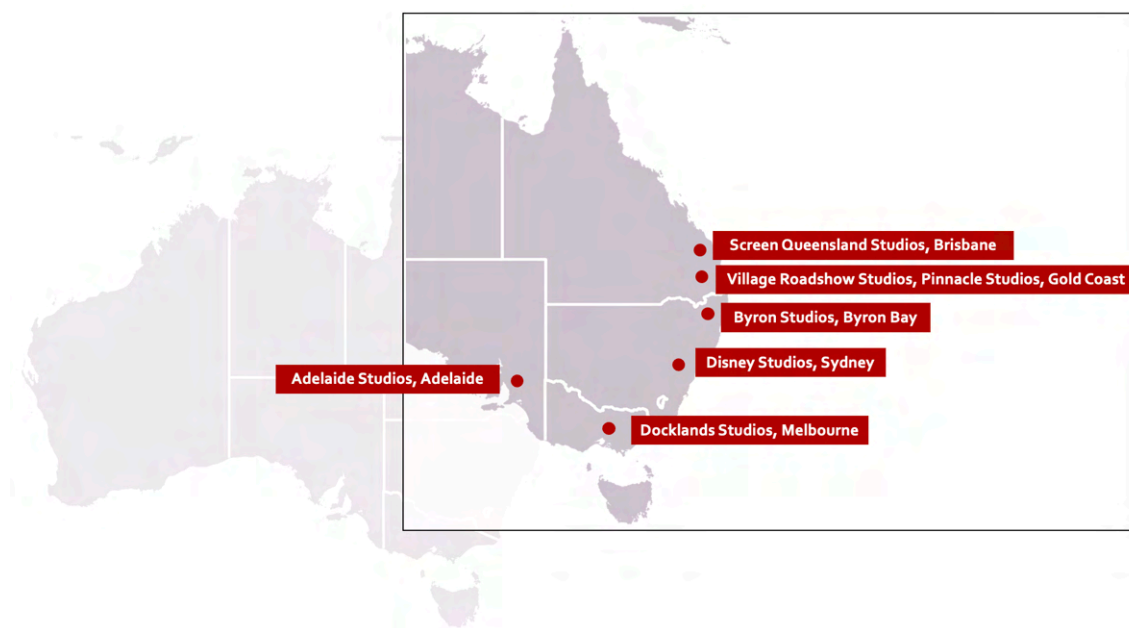 Screen Queensland Studios, Brisbane
Village Roadshow Studios, Pinnacle Studios, Gold Coast
Byron Studios, Byron Bay
Disney Studios, Sydney
Adelaide Studios, Adelaide
Docklands Studios, Melbourne